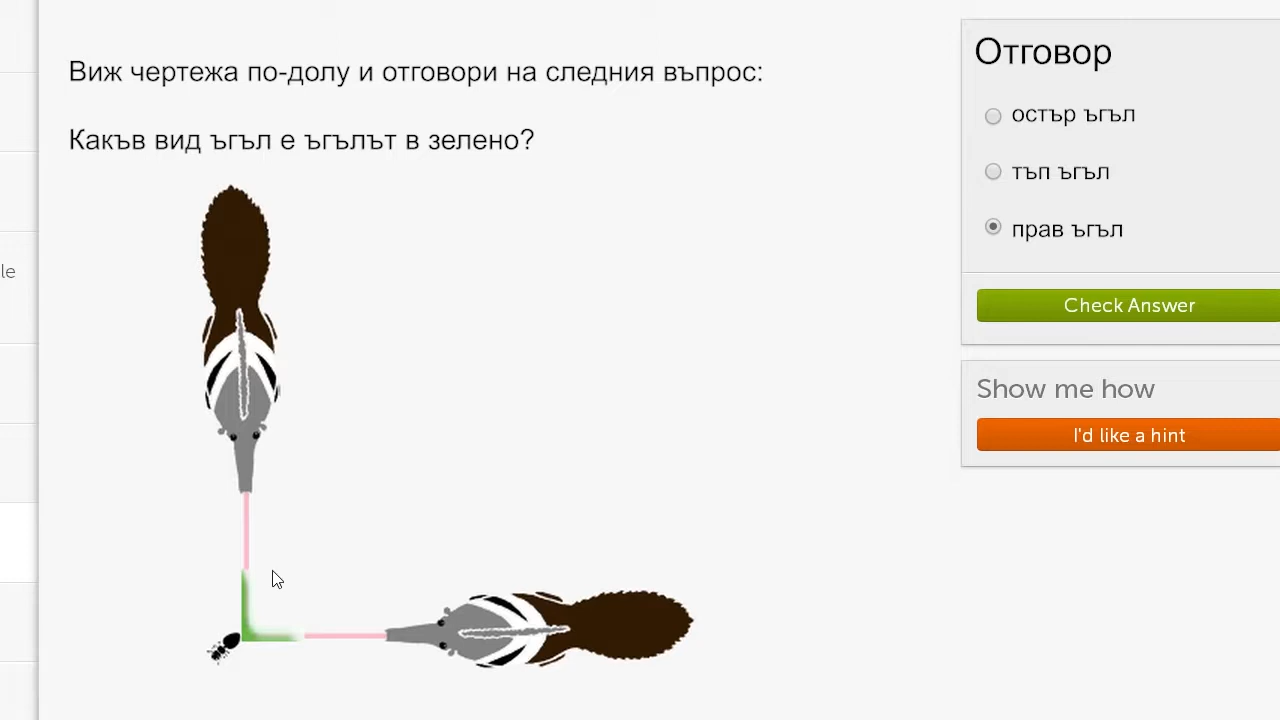 Виж чертежа по-долу и отговори на следния въпрос:
Какъв вид ъгъл е ъгълът в зелено?
le
Отговор
остър ъгъл
тъп ъгъл
прав ъгъл
Check Answer
Show me how
I'd like a hint